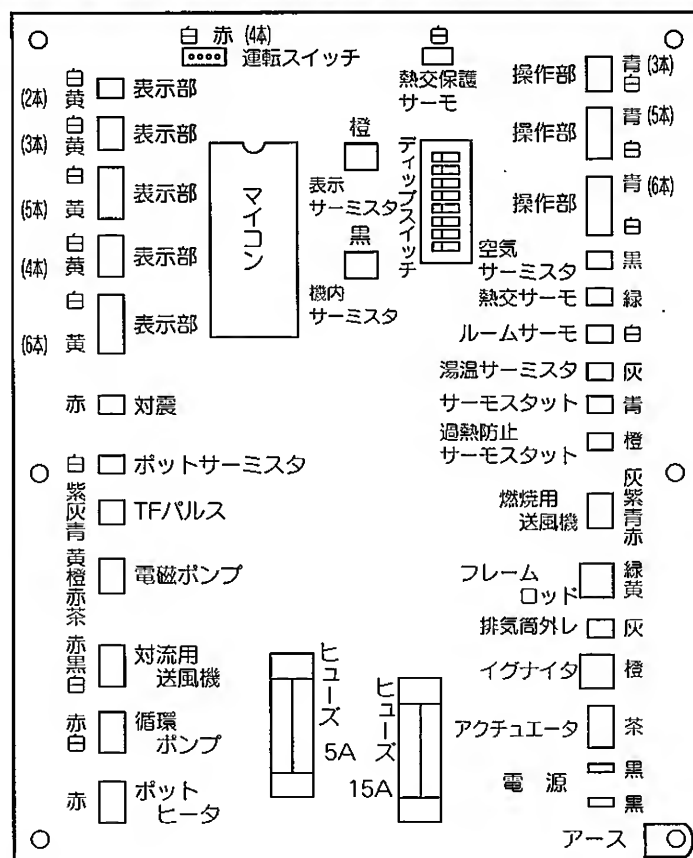 白 赤 (4本)
運転スイッチ
白
熱交保護
サーモ
白
黄
(2本)
表示部
白
黄
(3本)
表示部
白
黄
(5本)
表示部
白
黄
(4本)
表示部
白
黄
(6本)
表示部
赤
対震
白
ポットサーミスタ
紫灰青
TFパルス
黄橙赤茶
電磁ポンプ
赤黒白
対流用
送風機
赤白
循環
ポンプ
赤
ポット
ヒータ
マイコン
橙
表示
サーミスタ
黒
機内
サーミスタ
ディップスイッチ
ヒューズ
5A
ヒューズ
15A
操作部
青 (3本)
白
操作部
青 (5本)
白
操作部
青 (6本)
白
空気
サーミスタ
黒
熱交サーモ
緑
ルームサーモ
白
湯温サーミスタ
灰
サーモスタット
青
過熱防止
サーモスタット
橙
燃焼用
送風機
灰紫青赤
フレーム
ロッド
緑黄
排気筒外レ
灰
イグナイタ
橙
アクチュエータ
茶
電 源
黒
黒
アース